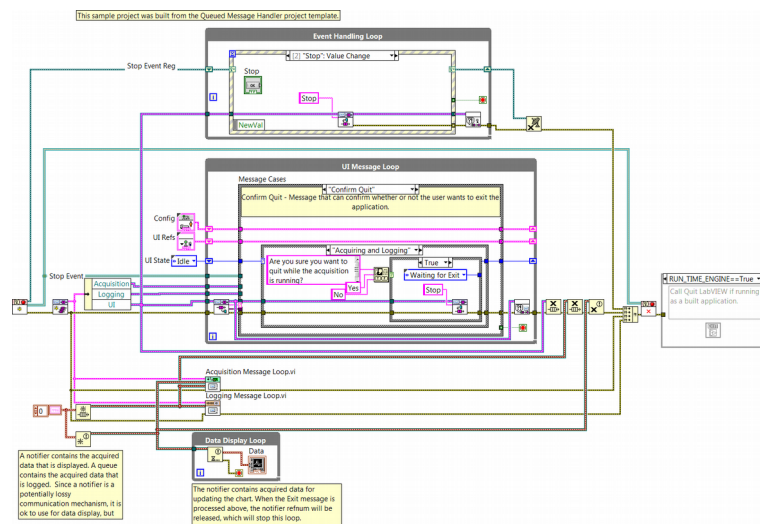 This sample project was built from the Queued Message Handler project template.
Event Handling Loop
[2] "Stop": Value Change
Stop Event Reg
Stop
Stop
NewVal
UI Message Loop
Message Cases
"Confirm Quit"
Confirm Quit - Message that can confirm whether or not the user wants to exit the
application.
Config
UI Refs
UI State
Idle
"Acquiring and Logging"
Are you sure you want to
quit while the acquisition
is running?
Yes
No
True
Waiting for Exit
Stop
Stop Event
Acquisition
Logging
UI
RUN_TIME_ENGINE==True
Call Quit LabVIEW if running
as a built application.
Acquisition Message Loop.vi
Logging Message Loop.vi
0
Data Display Loop
Data
A notifier contains the acquired
data that is displayed. A queue
contains the acquired data that
is logged. Since a notifier is a
potentially lossy
communication mechanism, it is
ok to use for data display, but
The notifier contains acquired data for
updating the chart. When the Exit message is
processed above, the notifier refnum will be
released, which will stop this loop.